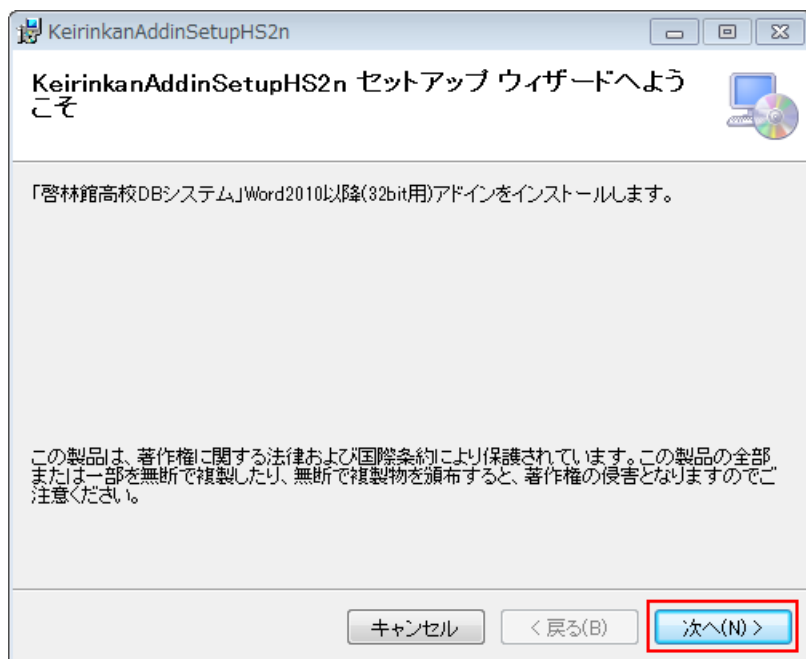 KeirinkanAddinSetupHS2n
KeirinkanAddinSetupHS2n セットアップ ウィザードへよう
こそ
「啓林館高校DBシステム」Word2010以降(32bit用)アドインをインストールします。
この製品は、著作権に関する法律および国際条約により保護されています。この製品の全部
または一部を無断で複製したり、無断で複製物を頒布すると、著作権の侵害となりますのでご
注意ください。
キャンセル
< 戻る(B)
次へ(N) >